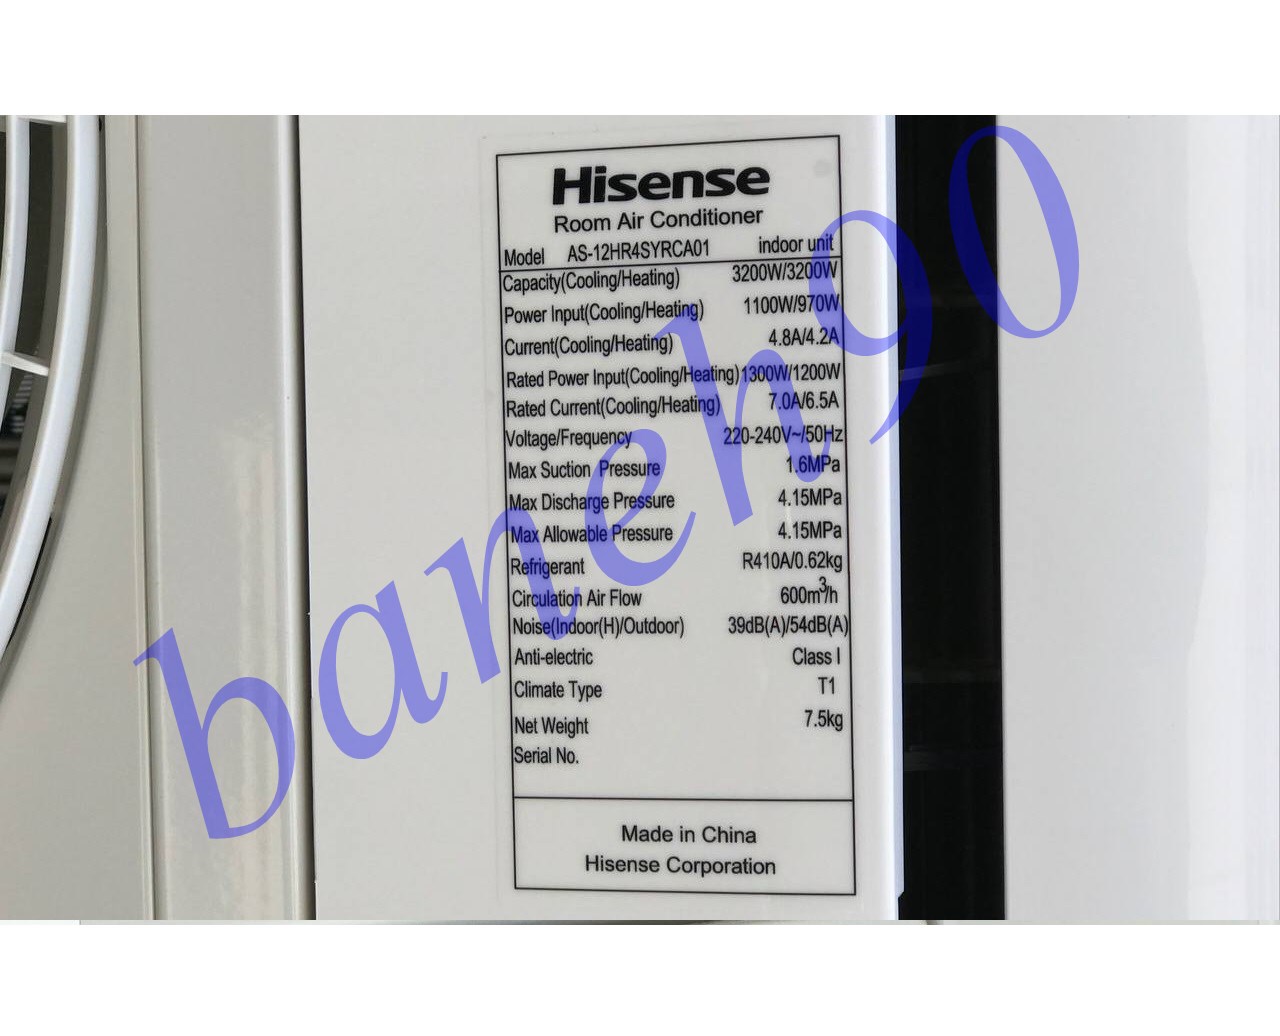 Hisense
Room Air Conditioner
Model AS-12HR4SYRCA01 indoor unit
Capacity(Cooling/Heating) 3200W/3200W
Power Input(Cooling/Heating) 1100W/970W
Current(Cooling/Heating) 4.8A/4.2A
Rated Power Input(Cooling/Heating) 1300W/1200W
Rated Current(Cooling/Heating) 7.0A/6.5A
Voltage/Frequency 220-240V~/50Hz
Max Suction Pressure 1.6MPa
Max Discharge Pressure 4.15MPa
Max Allowable Pressure 4.15MPa
Refrigerant R410A/0.62kg
Circulation Air Flow 600m³/h
Noise(Indoor(H)/Outdoor) 39dB(A)/54dB(A)
Anti-electric Class I
Climate Type T1
Net Weight 7.5kg
Serial No.
Made in China
Hisense Corporation
baneh90